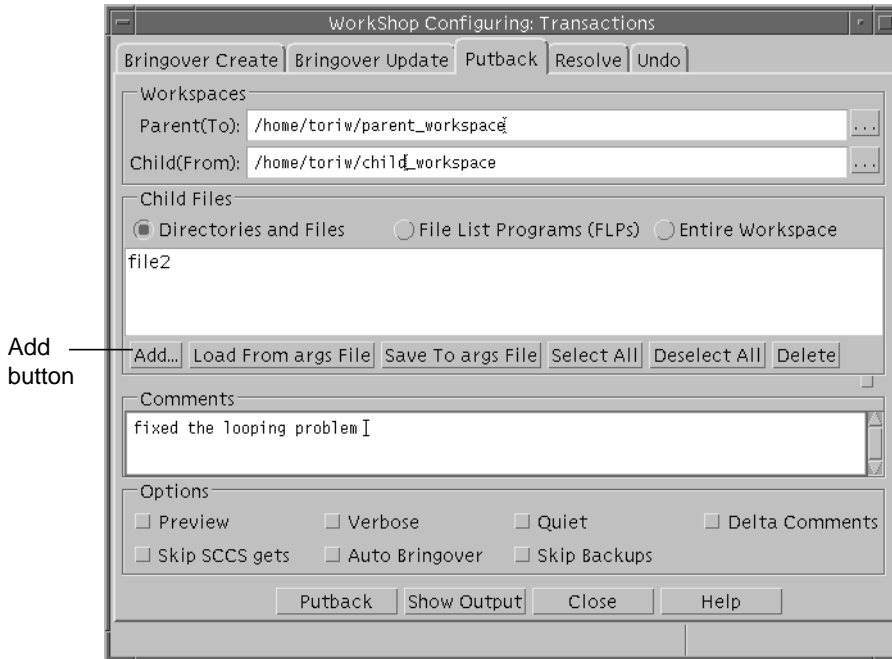 WorkShop Configuring: Transactions
Bringover Create Bringover Update Putback Resolve Undo
Workspaces
Parent(To): /home/toriw/parent_workspace ...
Child(From): /home/toriw/child_workspace ...
Child Files
Directories and Files File List Programs (FLPs) Entire Workspace
file2
Add button
Add... Load From args File Save To args File Select All Deselect All Delete
Comments
fixed the looping problem
Options
Preview Verbose Quiet Delta Comments
Skip SCCS gets Auto Bringover Skip Backups
Putback Show Output Close Help